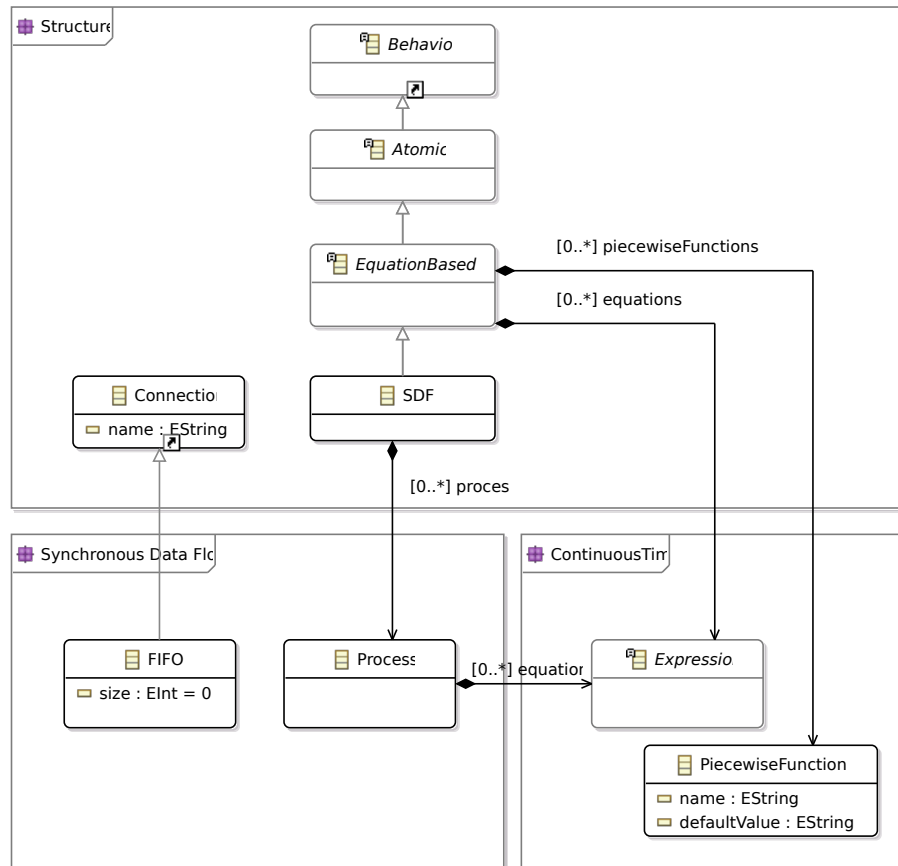 Structure
Behavio
Atomic
EquationBased
[0..*] piecewiseFunctions
[0..*] equations
Connectio
name : EString
SDF
[0..*] proces
Synchronous Data Flo
ContinuousTim
FIFO
size : EInt = 0
Process
[0..*] equation
Expressio
PiecewiseFunction
name : EString
defaultValue : EString